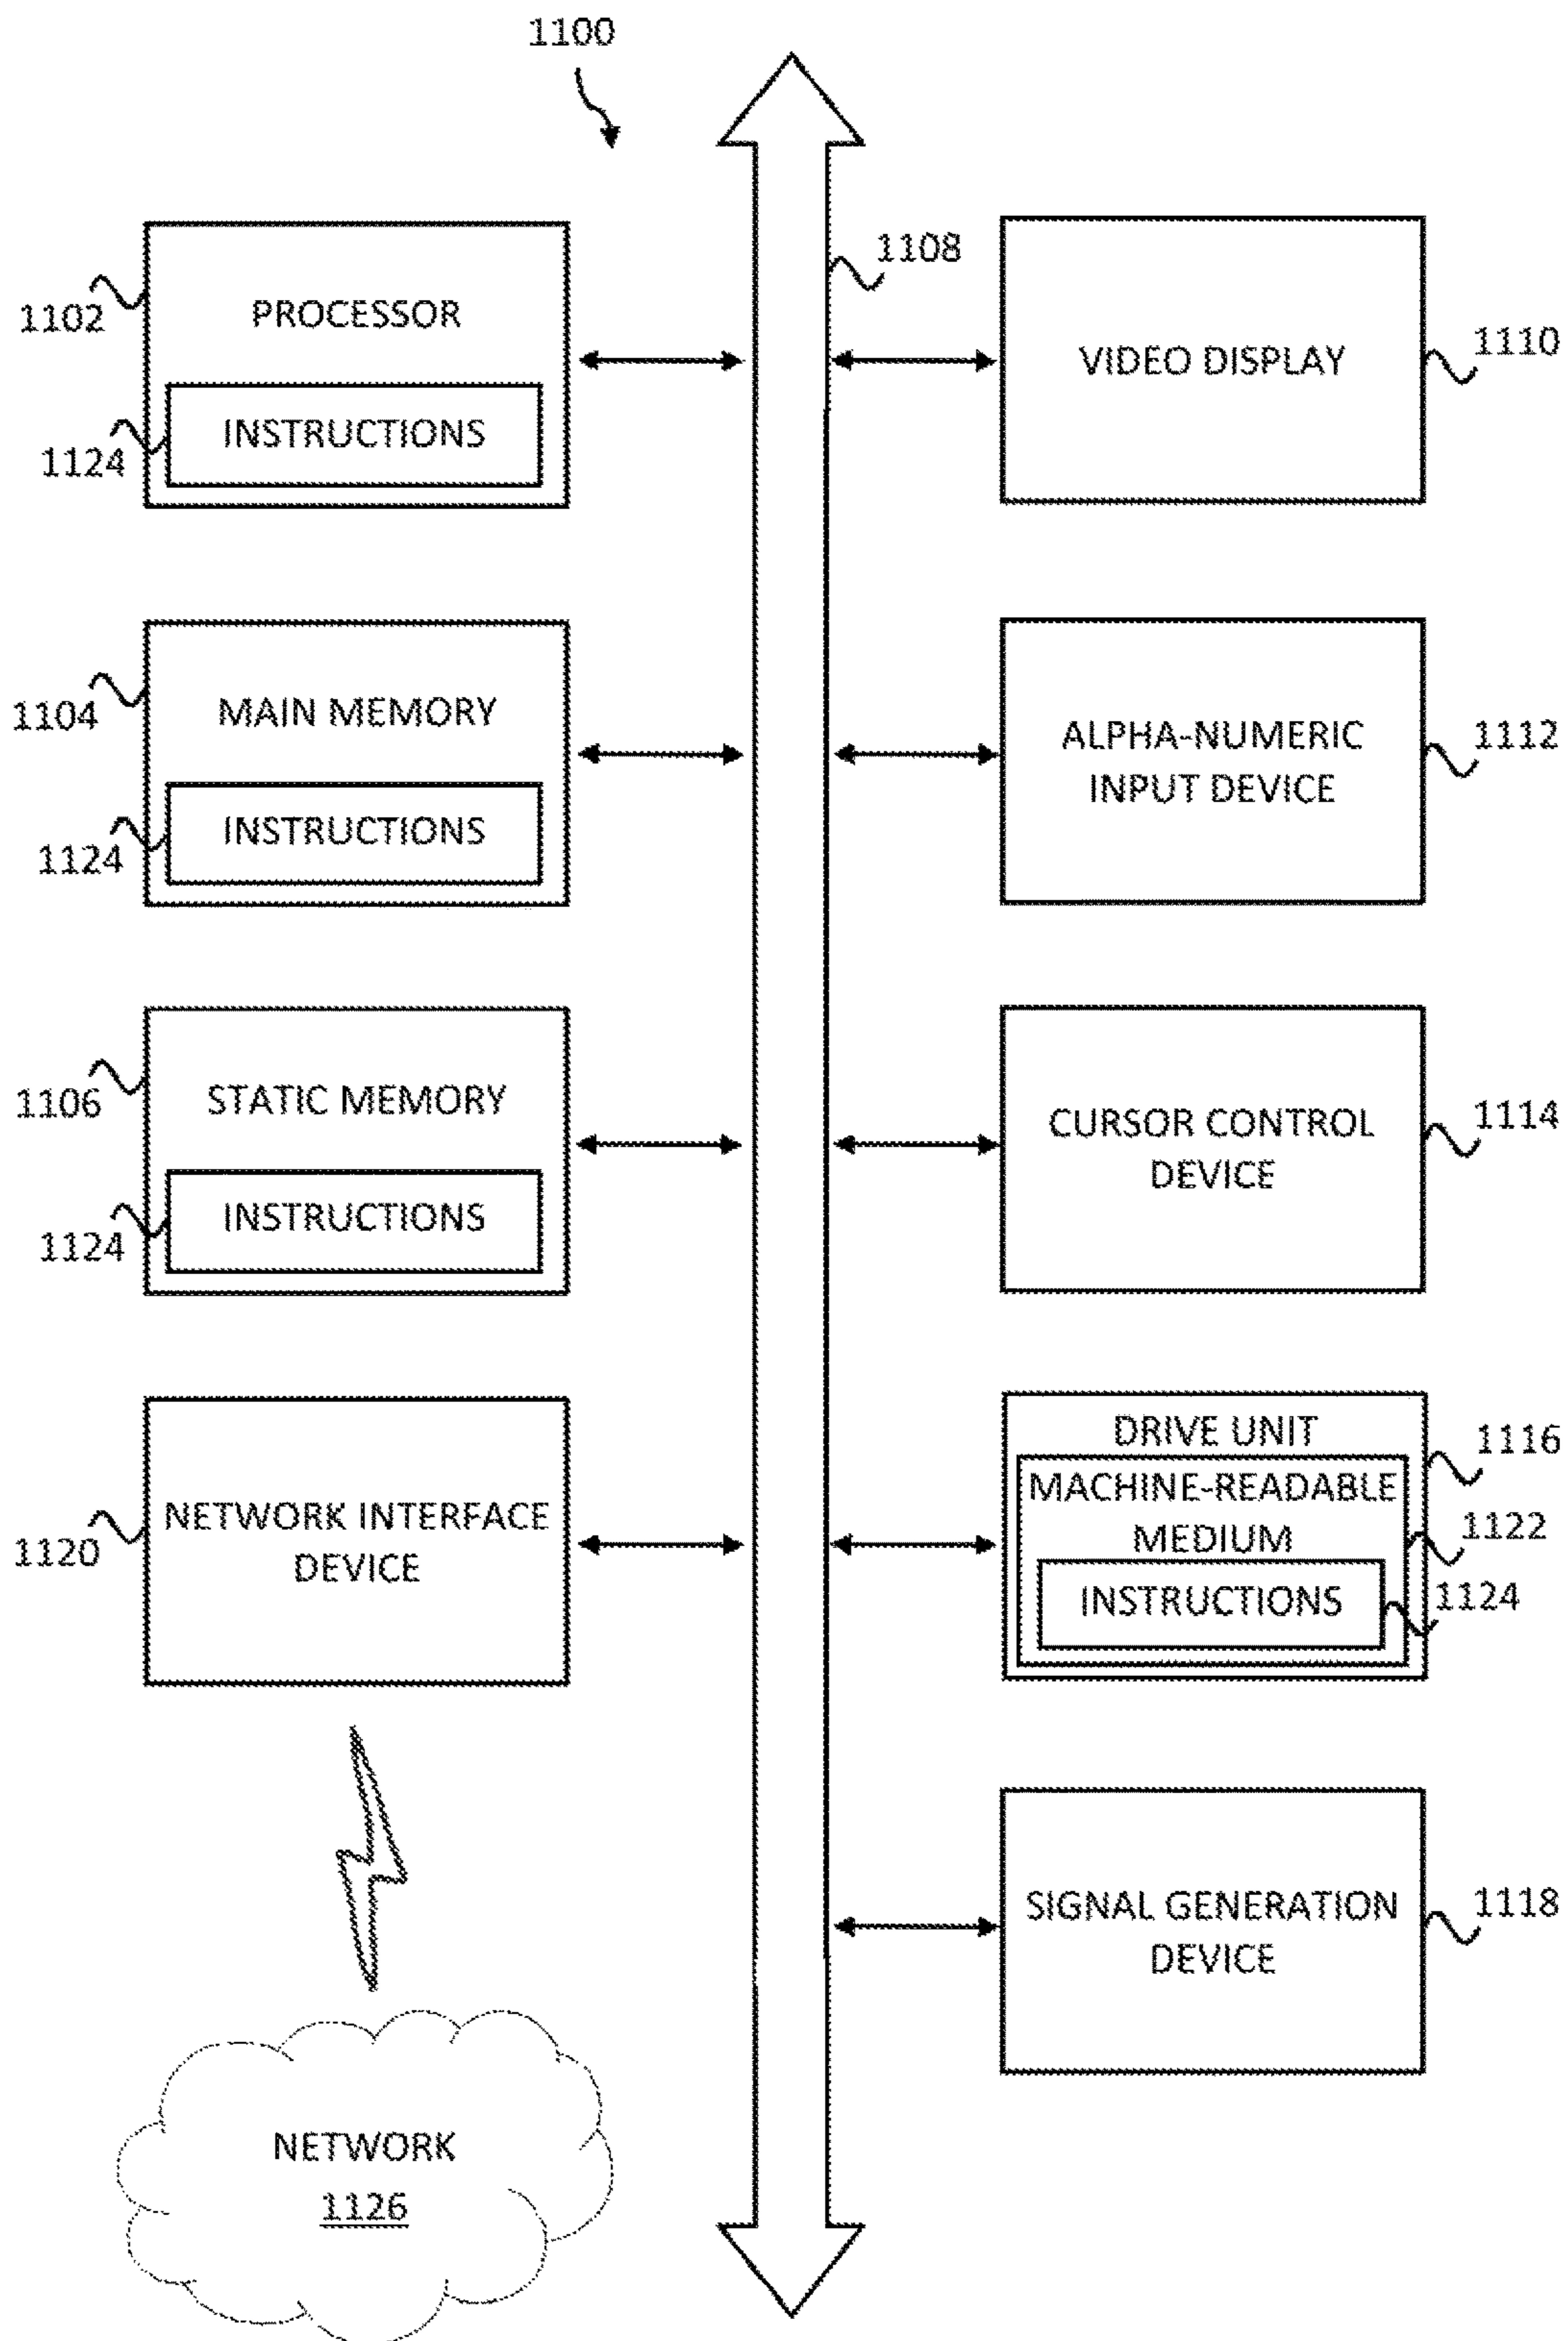 1100
1108
1102
PROCESSOR
1124
INSTRUCTIONS
VIDEO DISPLAY
1110
1104
MAIN MEMORY
1124
INSTRUCTIONS
ALPHA-NUMERIC
INPUT DEVICE
1112
1106
STATIC MEMORY
1124
INSTRUCTIONS
CURSOR CONTROL
DEVICE
1114
1120
NETWORK INTERFACE
DEVICE
DRIVE UNIT
1116
MACHINE-READABLE
MEDIUM
1122
INSTRUCTIONS
1124
SIGNAL GENERATION
DEVICE
1118
NETWORK
1126